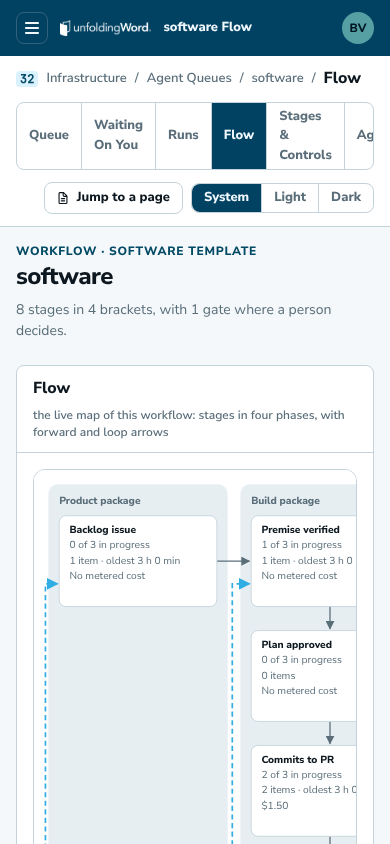 unfoldingWord. software Flow BV
32 Infrastructure / Agent Queues / software / Flow
Queue
Waiting On You
Runs
Flow
Stages & Controls
Ag
Jump to a page
System Light Dark
WORKFLOW · SOFTWARE TEMPLATE
software
8 stages in 4 brackets, with 1 gate where a person
decides.
Flow
the live map of this workflow: stages in four phases, with
forward and loop arrows
Product package
Backlog issue
0 of 3 in progress
1 item · oldest 3 h 0 min
No metered cost
Build package
Premise verified
1 of 3 in progress
1 item · oldest 3 h 0
No metered cost
Plan approved
0 of 3 in progress
0 items
No metered cost
Commits to PR
2 of 3 in progress
2 items · oldest 3 h 0
$1.50